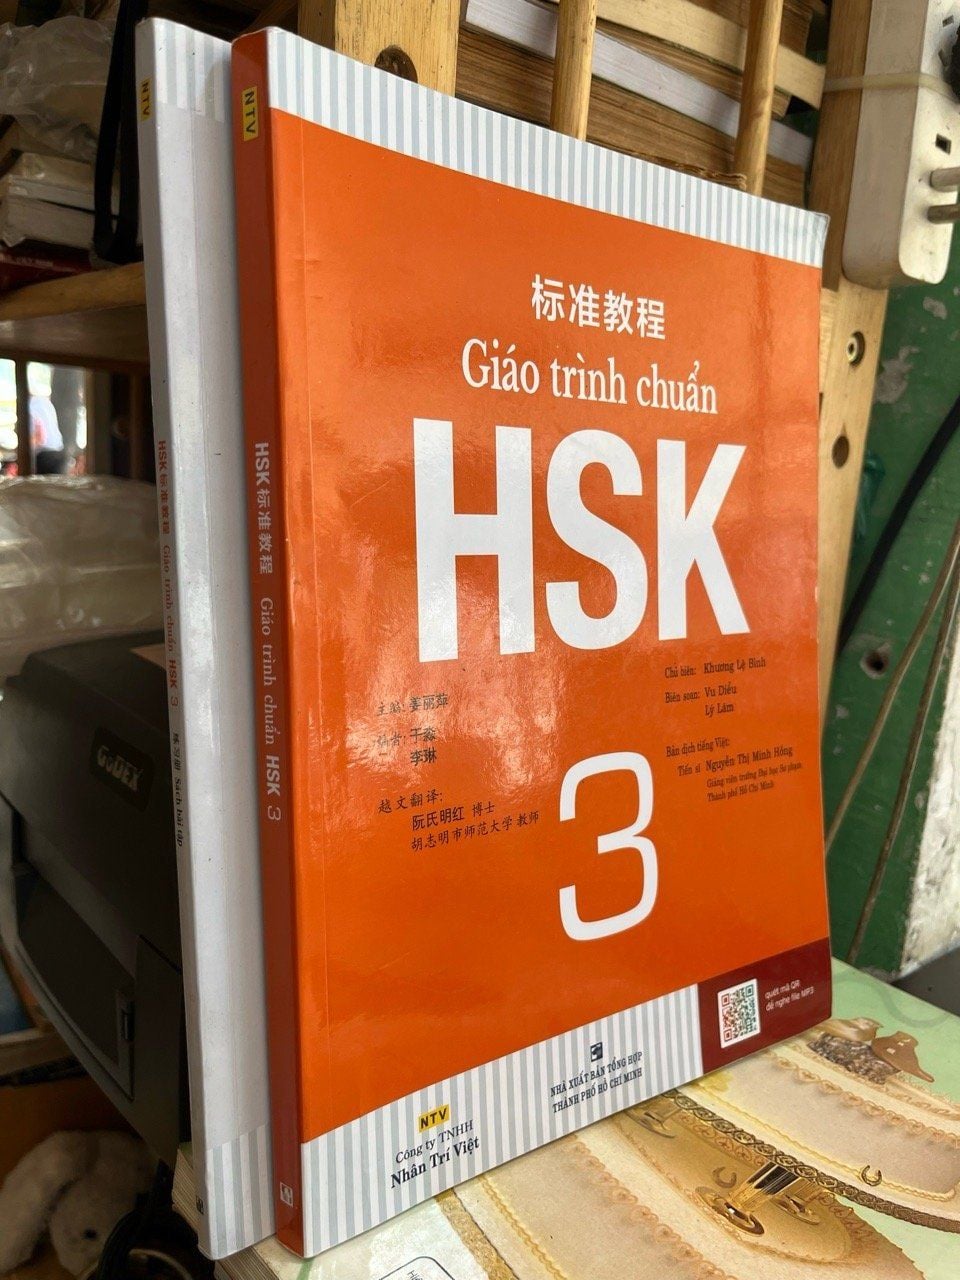 NTV
HSK标准教程 Giáo trình chuẩn HSK 3 练习册 Sách bài tập
NTV
HSK标准教程 Giáo trình chuẩn HSK 3
标准教程
Giáo trình chuẩn
HSK
主编: 姜丽萍
编者: 于淼
李琳
越文翻译:
阮氏明红 博士
胡志明市师范大学 教师
Chủ biên: Khương Lệ Bình
Biên soạn: Vu Diểu
Lý Lâm
Bản dịch tiếng Việt:
Tiến sĩ Nguyễn Thị Minh Hồng
Giảng viên trường Đại học Sư phạm
Thành phố Hồ Chí Minh
3
quét mã QR
để nghe file MP3
NTV
Công ty TNHH
Nhân Trí Việt
NHÀ XUẤT BẢN TỔNG HỢP
THÀNH PHỐ HỒ CHÍ MINH
GODEX